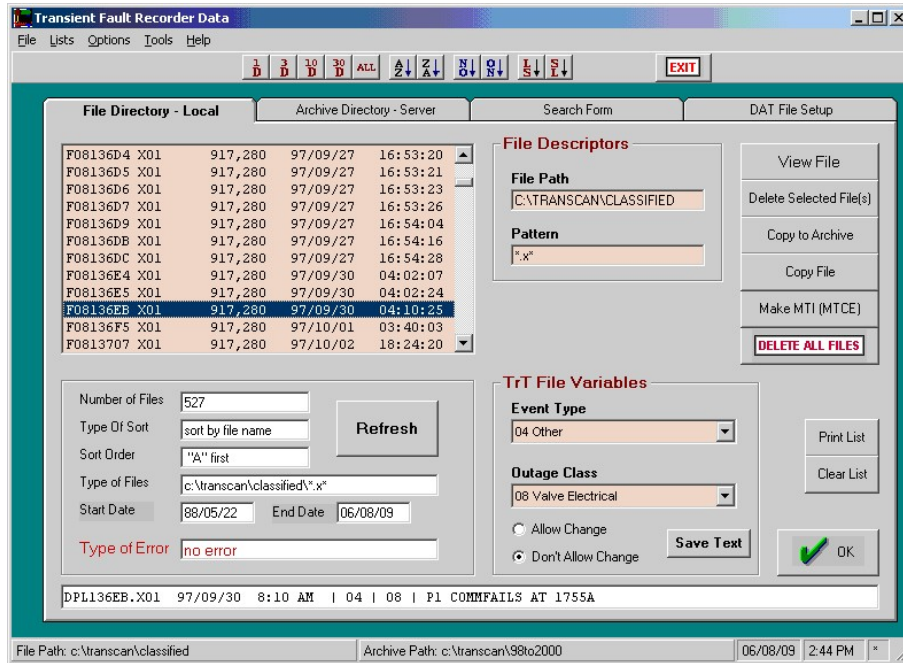 Transient Fault Recorder Data
File Lists Options Tools Help
1 D 3 D 10 D 30 D ALL A Z Z A N O O N L S S L EXIT
File Directory - Local Archive Directory - Server Search Form DAT File Setup
F08136D4 X01 917,280 97/09/27 16:53:20
F08136D5 X01 917,280 97/09/27 16:53:21
F08136D6 X01 917,280 97/09/27 16:53:23
F08136D7 X01 917,280 97/09/27 16:53:26
F08136D9 X01 917,280 97/09/27 16:54:04
F08136DB X01 917,280 97/09/27 16:54:16
F08136DC X01 917,280 97/09/27 16:54:28
F08136E4 X01 917,280 97/09/30 04:02:07
F08136E5 X01 917,280 97/09/30 04:02:24
F08136EB X01 917,280 97/09/30 04:10:25
F08136F5 X01 917,280 97/10/01 03:40:03
F0813707 X01 917,280 97/10/02 18:24:20
File Descriptors
File Path
C:\TRANSCAN\CLASSIFIED
Pattern
*.x*
View File
Delete Selected File(s)
Copy to Archive
Copy File
Make MTI (MTCE)
DELETE ALL FILES
Number of Files 527
Type Of Sort sort by file name
Sort Order "A" first
Type of Files c:\transcan\classified\*.x*
Start Date 88/05/22 End Date 06/08/09
Type of Error no error
Refresh
TrT File Variables
Event Type
04 Other
Outage Class
08 Valve Electrical
Allow Change
Don't Allow Change
Save Text
Print List
Clear List
OK
DPL136EB.X01 97/09/30 8:10 AM | 04 | 08 | P1 COMMFAILS AT 1755A
File Path: c:\transcan\classified Archive Path: c:\transcan\98to2000 06/08/09 2:44 PM *